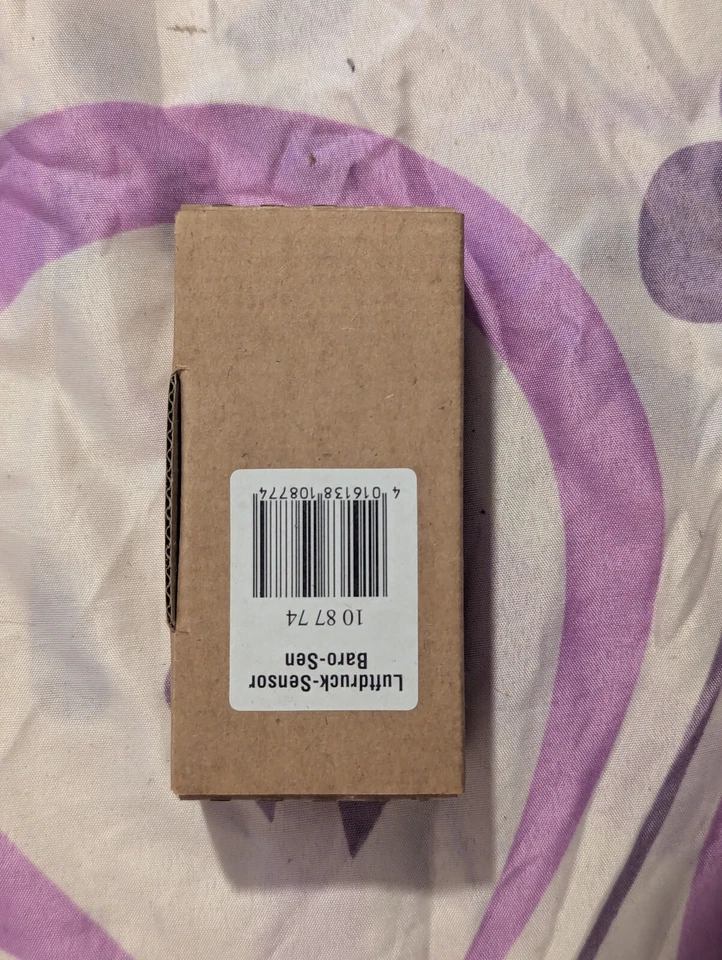 Luftdruck-Sensor
Baro-Sen
10 87 74
4 016138 108774